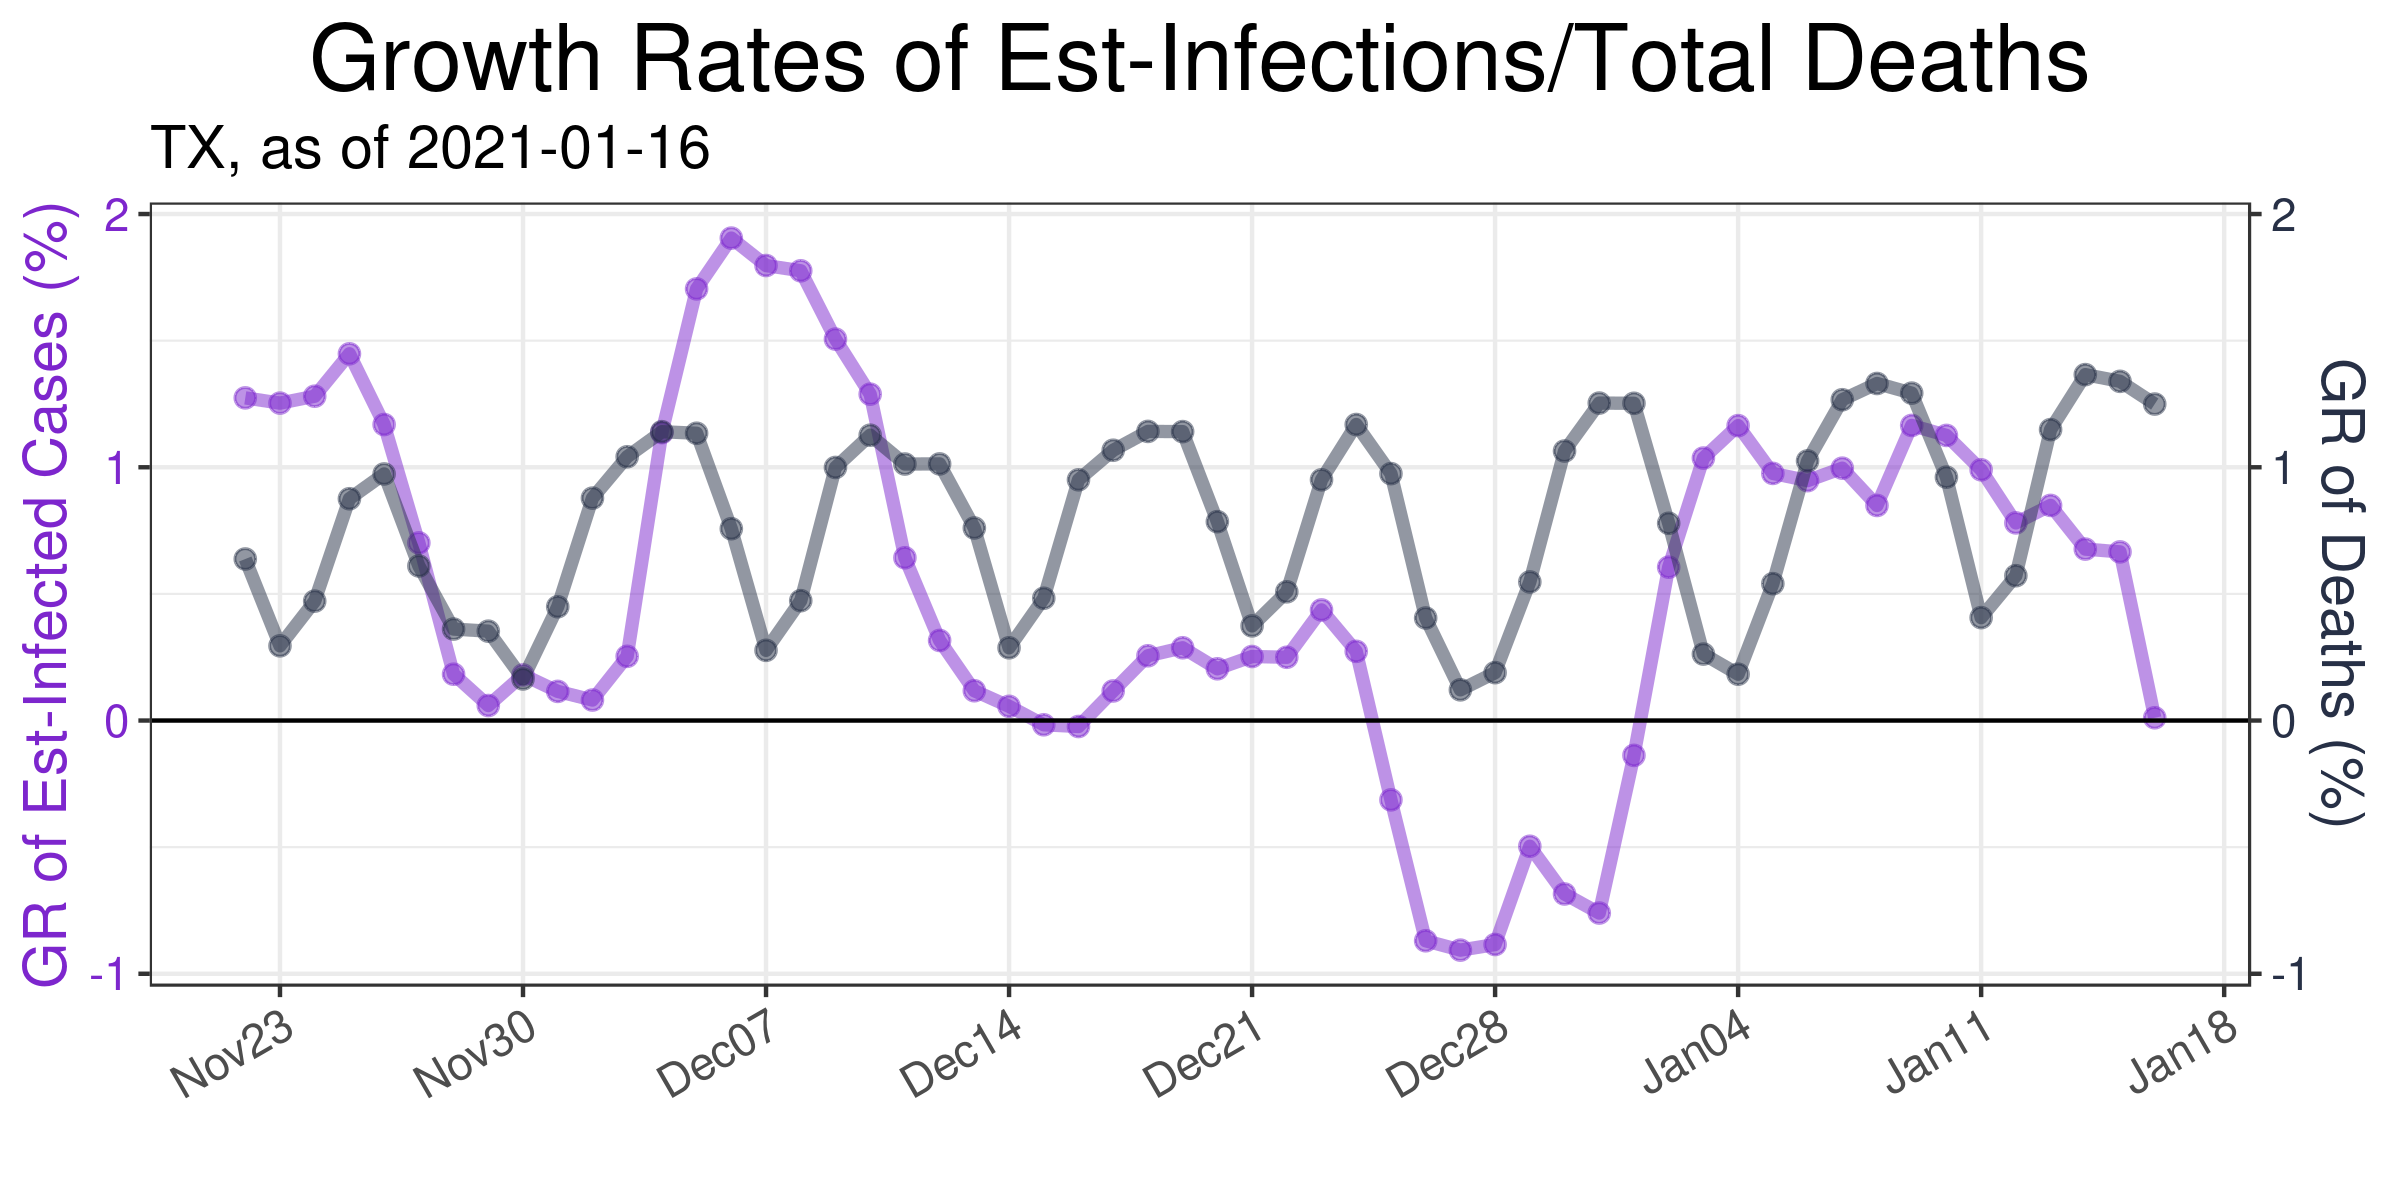 Growth Rates of Est-Infections/Total Deaths
TX, as of 2021-01-16
GR of Est-Infected Cases (%)
2
1
0
-1
2
1
0
-1
GR of Deaths (%)
Nov23
Nov30
Dec07
Dec14
Dec21
Dec28
Jan04
Jan11
Jan18